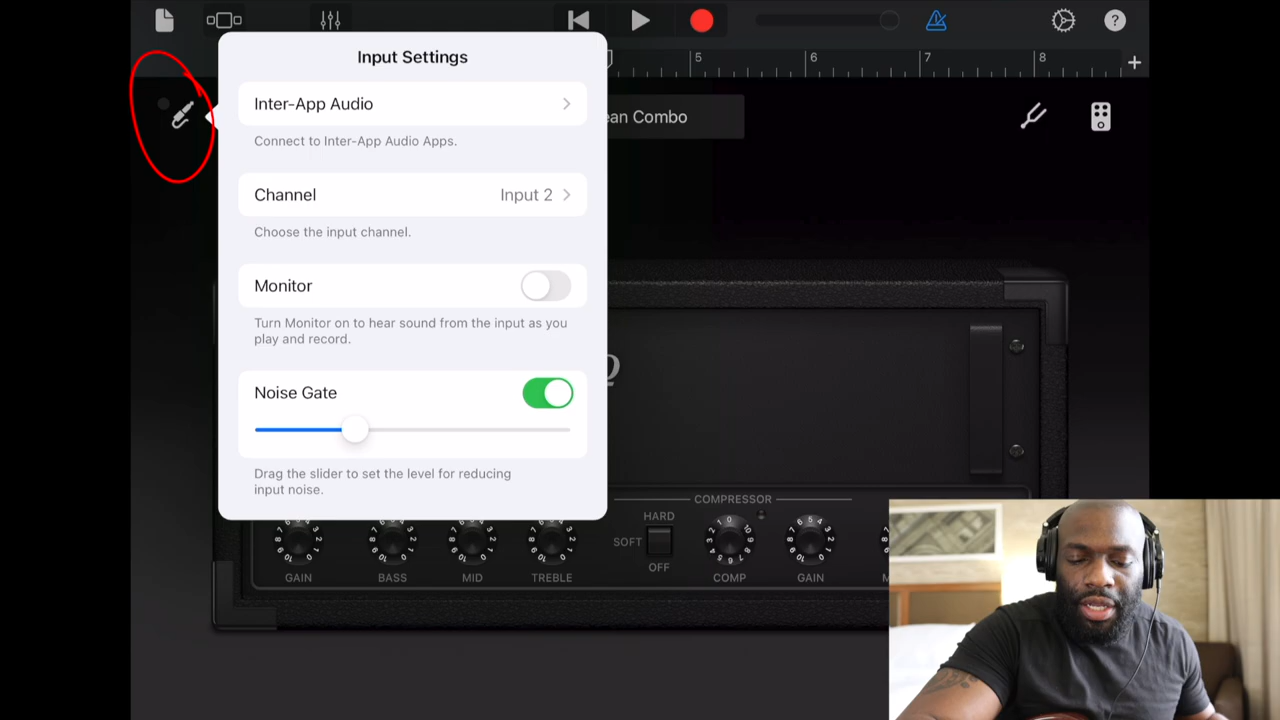 ?
5
6
7
8
+
Input Settings
Inter-App Audio
Connect to Inter-App Audio Apps.
ean Combo
Channel
Input 2
Choose the input channel.
Monitor
Turn Monitor on to hear sound from the input as you
play and record.
Noise Gate
Drag the slider to set the level for reducing
input noise.
COMPRESSOR
HARD
SOFT
OFF
GAIN
BASS
MID
TREBLE
COMP
GAIN